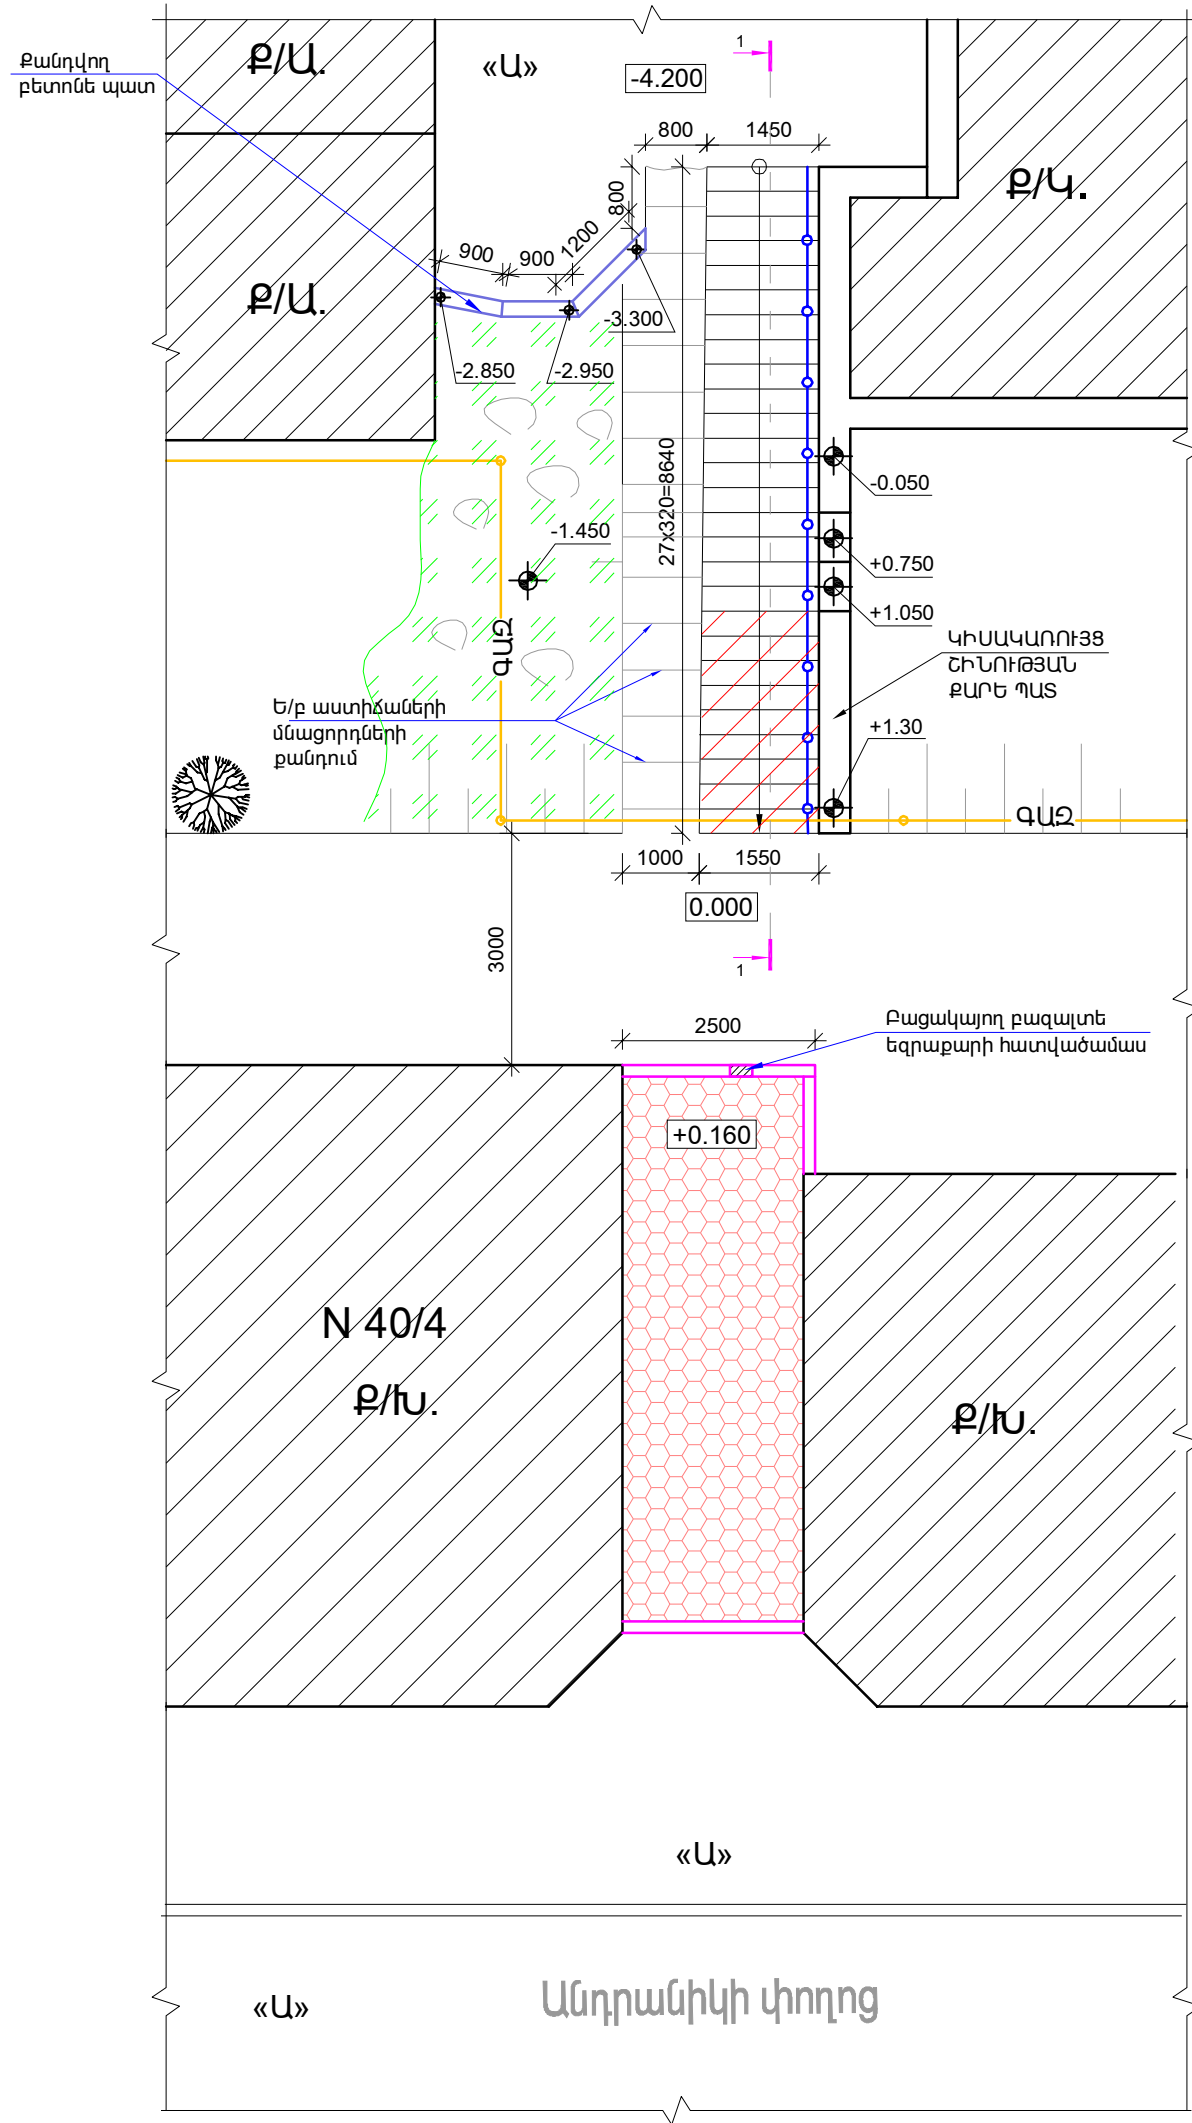 Քանդվող
բետոնե պատ
Ք/Ա.
«Ա»
1
-4.200
800
1450
Ք/Կ.
800
1200
900
900
Ք/Ա.
-3.300
-2.850
-2.950
27x320=8640
-0.050
-1.450
+0.750
+1.050
ԳԱԶ
ԿԻՍԱԿԱՌՈՒՅՑ
ՇԻՆՈՒԹՅԱՆ
ՔԱՐԵ ՊԱՏ
Ե/բ աստիճաների
մնացորդների
քանդում
+1.30
ԳԱԶ
1000
1550
0.000
3000
1
2500
Բացակայող բազալտե
եզրաքարի հատվածամաս
+0.160
N 40/4
Ք/Խ.
Ք/Խ.
«Ա»
«Ա»
Անդրանիկի փողոց